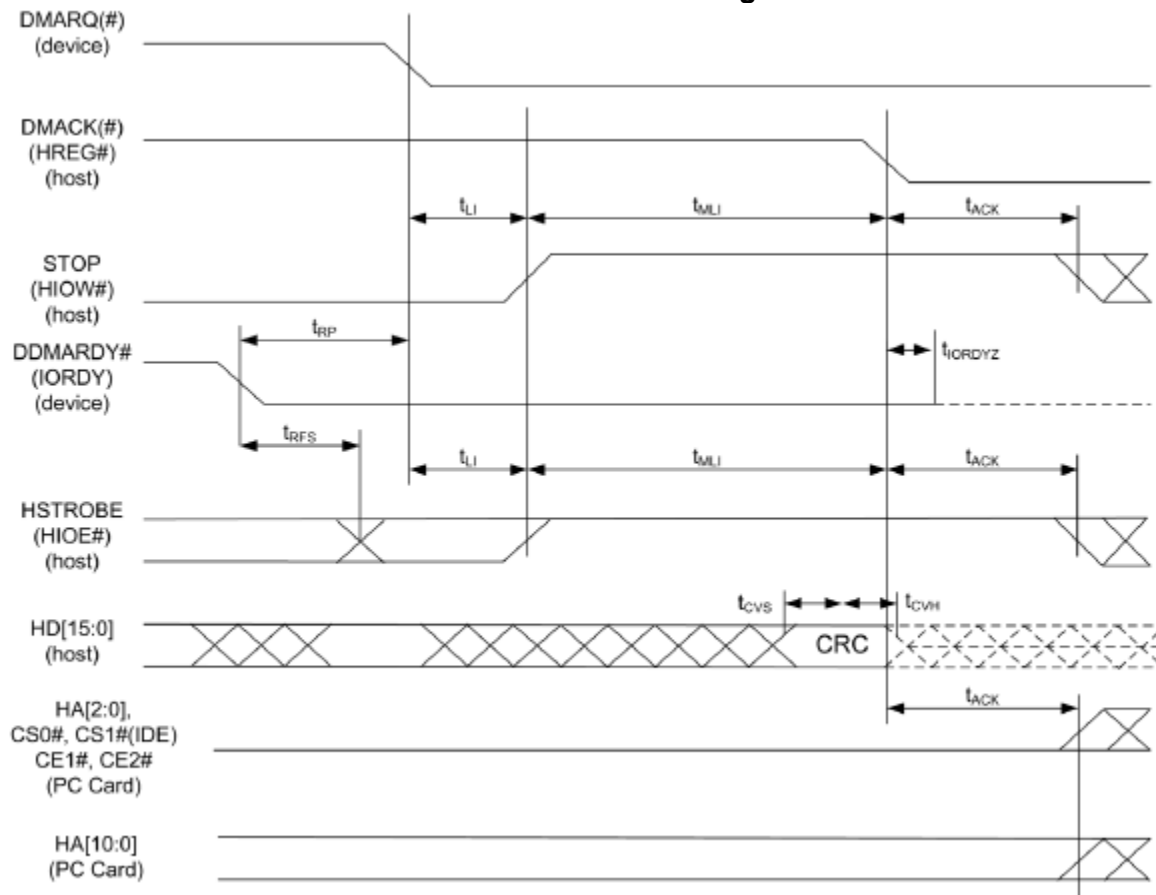 DMARQ(#)
(device)
DMACK(#)
(HREG#)
(host)
tLI
tMLI
tACK
STOP
(HIOW#)
(host)
tRP
DDMARDY#
(IORDY)
(device)
tIORDYZ
tRFS
tLI
tMLI
tACK
HSTROBE
(HIOE#)
(host)
tCVS
tCVH
HD[15:0]
(host)
CRC
HA[2:0],
CS0#, CS1#(IDE)
CE1#, CE2#
(PC Card)
tACK
HA[10:0]
(PC Card)